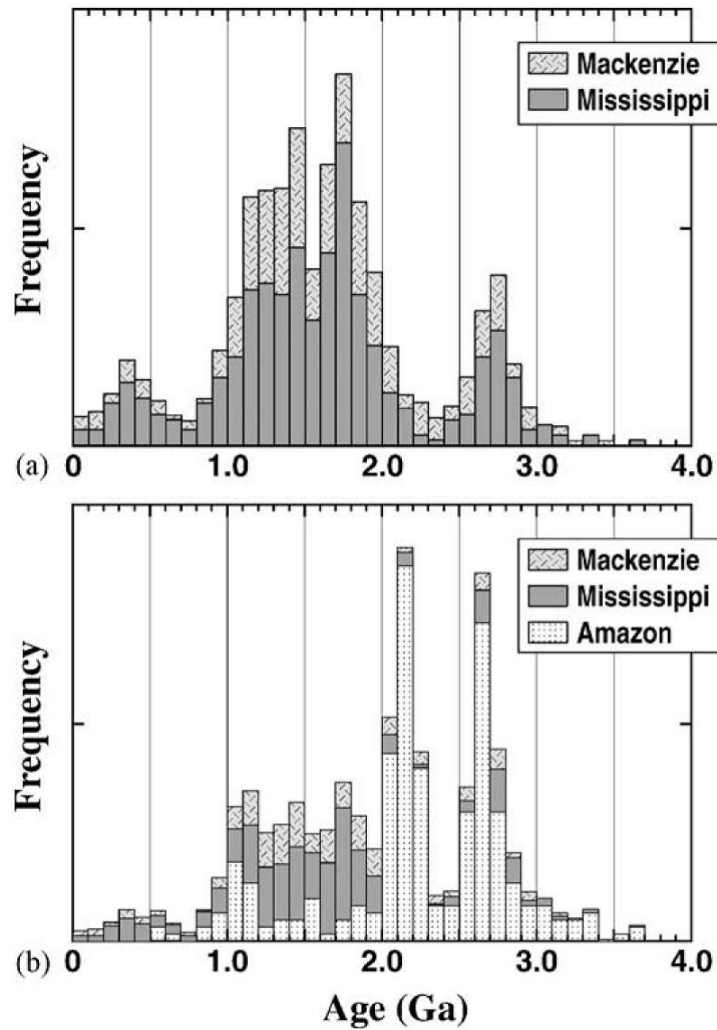 Mackenzie
Mississippi
Frequency
(a)
0 1.0 2.0 3.0 4.0
Mackenzie
Mississippi
Amazon
Frequency
(b)
0 1.0 2.0 3.0 4.0
Age (Ga)